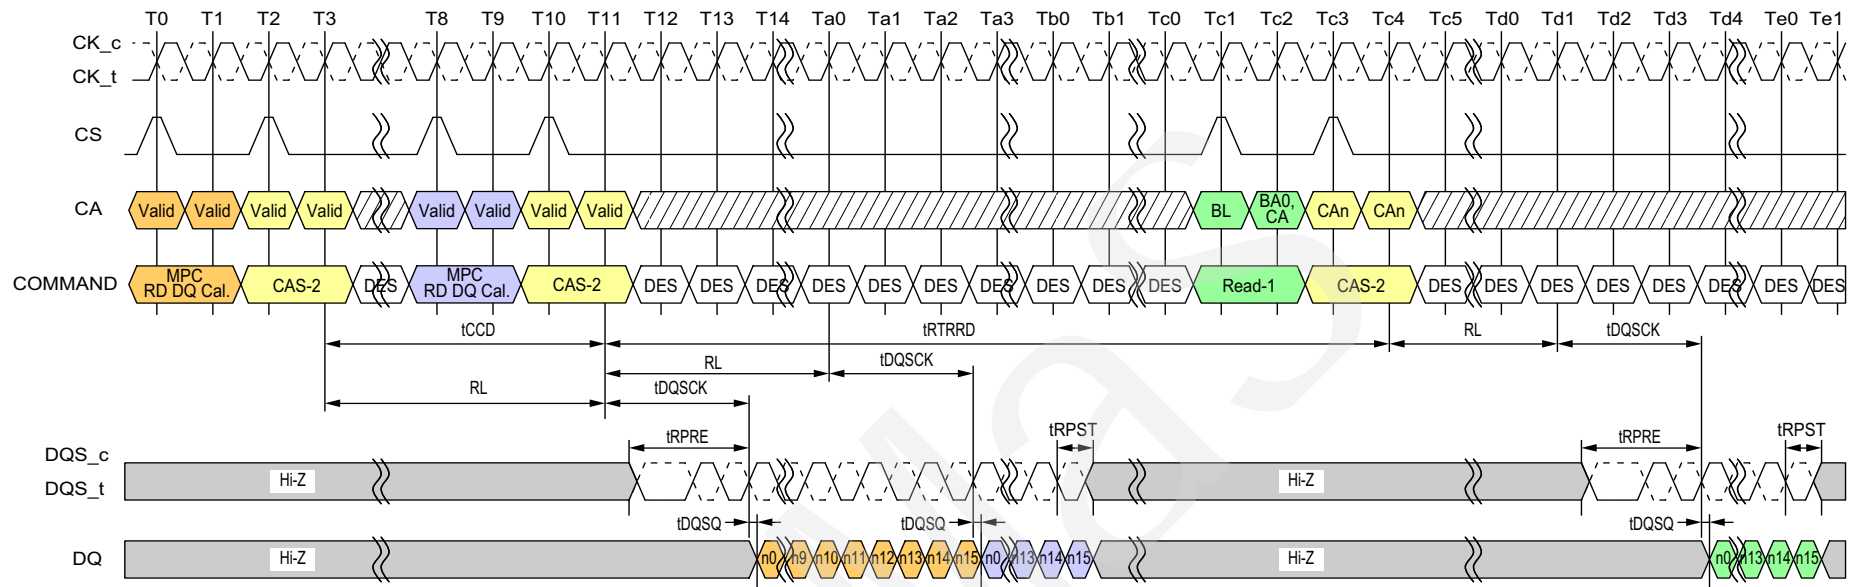 T0 T1 T2 T3 T8 T9 T10 T11 T12 T13 T14 Ta0 Ta1 Ta2 Ta3 Tb0 Tb1 Tc0 Tc1 Tc2 Tc3 Tc4 Tc5 Td0 Td1 Td2 Td3 Td4 Te0 Te1
CK_c
CK_t
CS
CA Valid Valid Valid Valid Valid Valid Valid Valid BL BA0, CA CAn CAn
COMMAND MPC RD DQ Cal. CAS-2 DES MPC RD DQ Cal. CAS-2 DES DES DES DES DES DES DES DES DES DES Read-1 CAS-2 DES DES DES DES DES DES DES DES
tCCD tRTRRD RL tDQSCK
RL tDQSCK
RL tDQSCK
tRPRE tRPST tRPRE tRPST
DQS_c
DQS_t Hi-Z Hi-Z
tDQSQ tDQSQ tDQSQ
DQ Hi-Z n0 n9 n10 n11 n12 n13 n14 n15 n0 n13 n14 n15 Hi-Z n0 n13 n14 n15